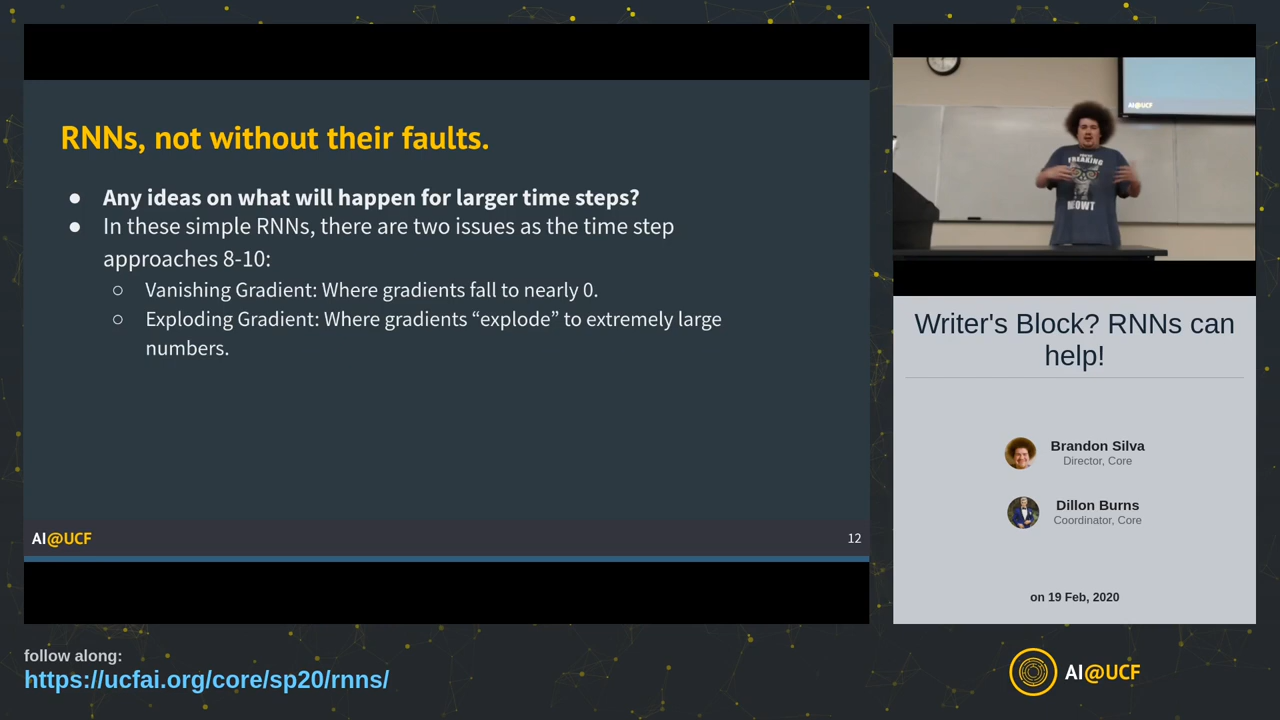 RNNs, not without their faults.
● Any ideas on what will happen for larger time steps?
● In these simple RNNs, there are two issues as the time step
approaches 8-10:
○ Vanishing Gradient: Where gradients fall to nearly 0.
○ Exploding Gradient: Where gradients “explode” to extremely large
numbers.
AI@UCF
12
AI@UCF
FREAKING
MEOWT
Writer's Block? RNNs can
help!
Brandon Silva
Director, Core
Dillon Burns
Coordinator, Core
on 19 Feb, 2020
follow along:
https://ucfai.org/core/sp20/rnns/
AI@UCF